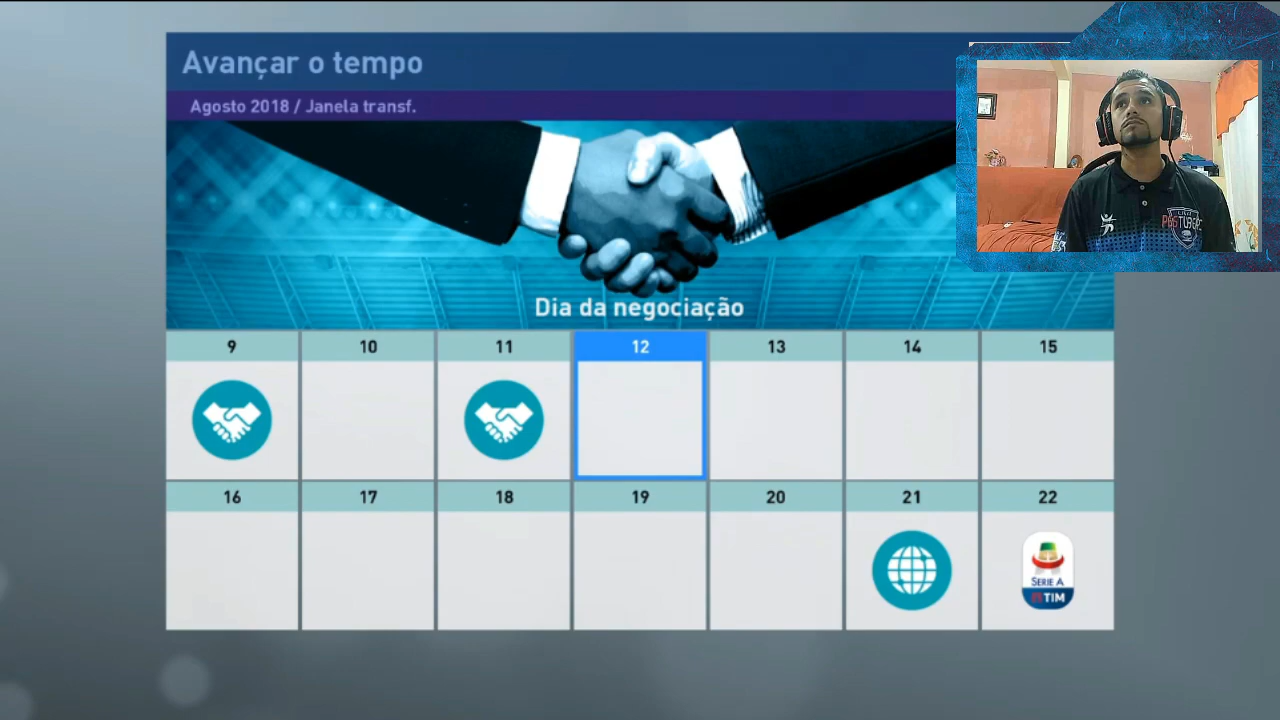 Avançar o tempo
Agosto 2018 / Janela transf.
Dia da negociação
9 10 11 12 13 14 15
16 17 18 19 20 21 22
SERIE A
TIM